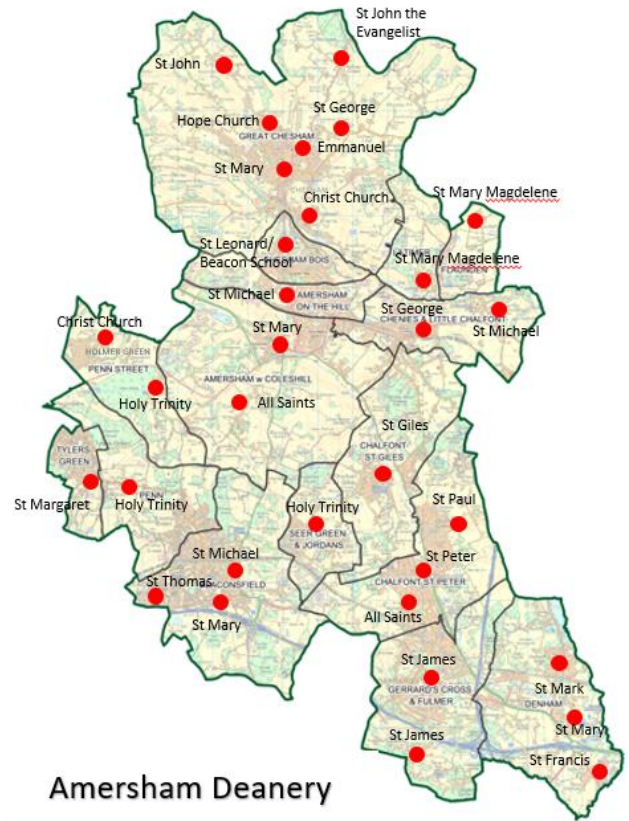 St John the
Evangelist
St John
St George
Hope Church
GREAT CHESHAM
Emmanuel
St Mary
Christ Church
St Mary Magdelene
St Leonard/
Beacon School
St Mary Magdelene
FLAUNDEN
St Michael
AMERSHAM
ON THE HILL
St George
CHENIES & LITTLE CHALFONT
St Michael
Christ Church
St Mary
HOLMER GREEN
PENN STREET
AMERSHAM w COLESHILL
Holy Trinity
All Saints
St Giles
TYLERS
GREEN
CHALFONT
ST GILES
St Margaret
PENN
Holy Trinity
Holy Trinity
St Paul
SEER GREEN
& JORDANS
St Michael
St Peter
St Thomas
CHALFONT ST PETER
St Mary
All Saints
St James
St Mark
GERRARD'S CROSS
& FULMER
DENHAM
St Mary
St James
St Francis
Amersham Deanery